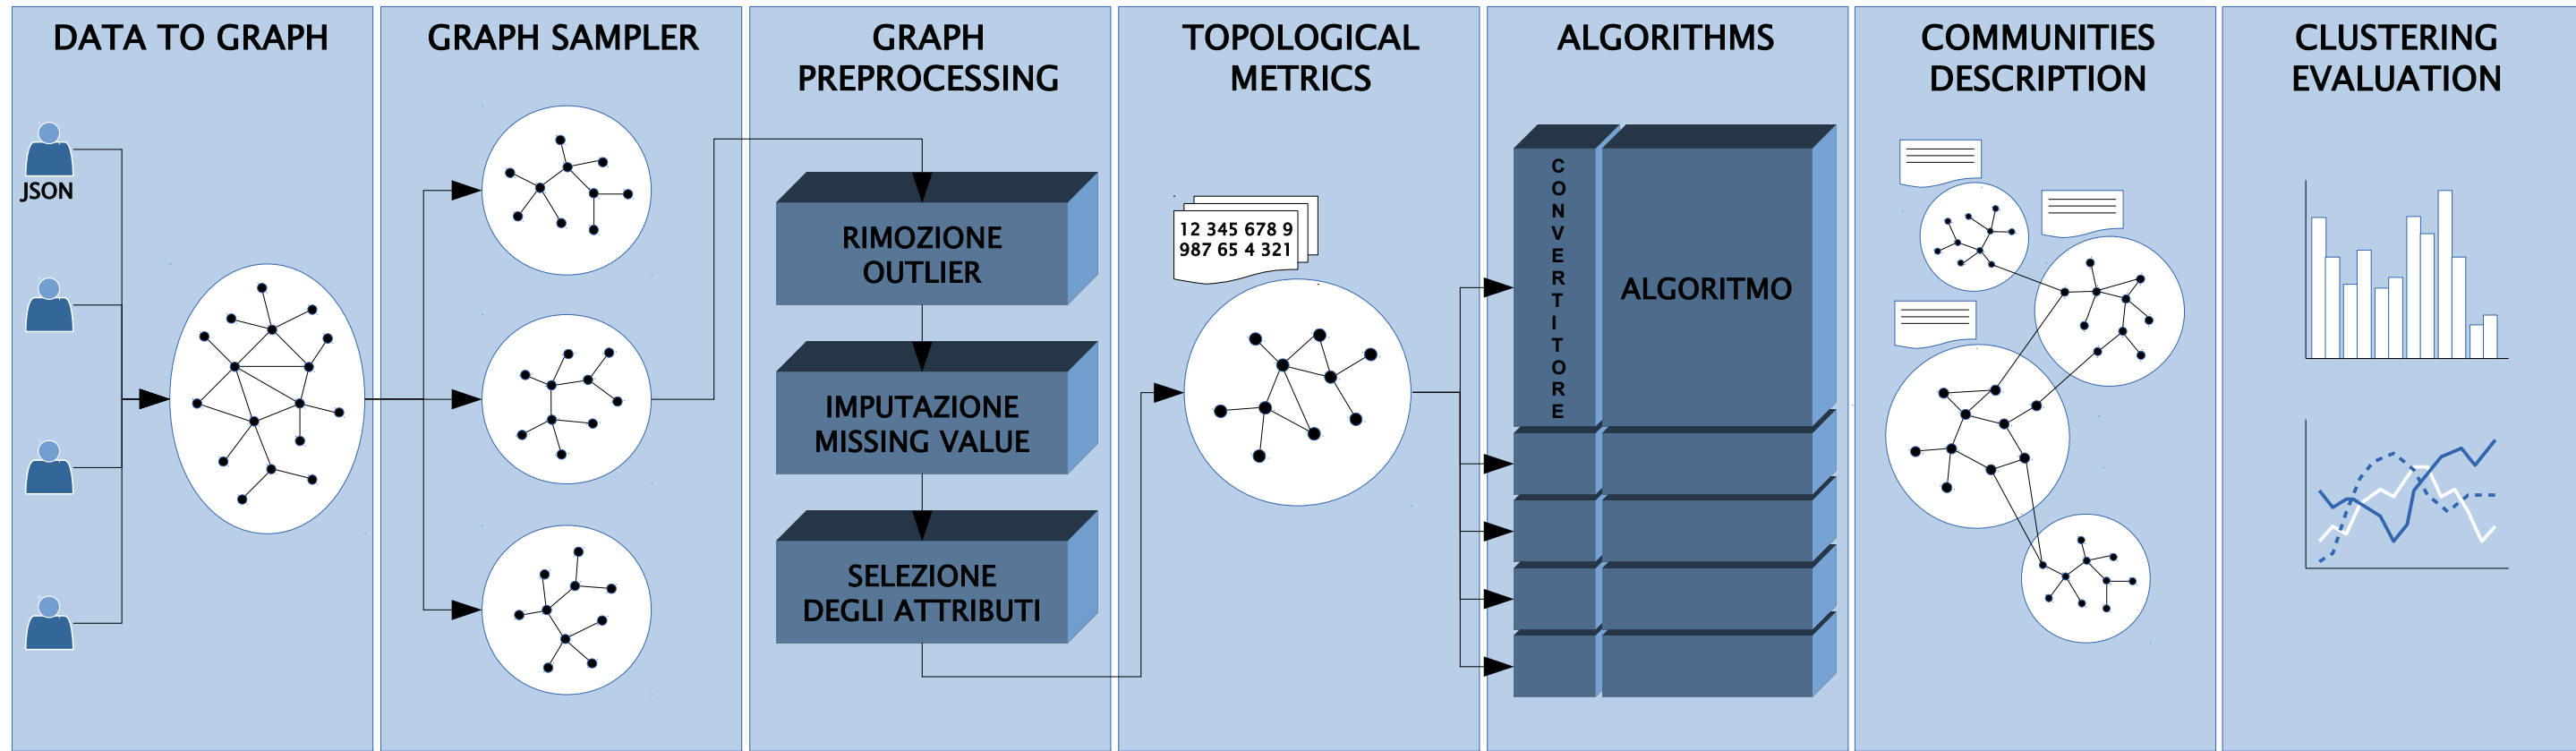 DATA TO GRAPH
JSON
GRAPH SAMPLER
GRAPH
PREPROCESSING
RIMOZIONE
OUTLIER
IMPUTAZIONE
MISSING VALUE
SELEZIONE
DEGLI ATTRIBUTI
TOPOLOGICAL
METRICS
12 345 678 9
987 65 4 321
ALGORITHMS
CONVERTITORE
ALGORITMO
COMMUNITIES
DESCRIPTION
CLUSTERING
EVALUATION